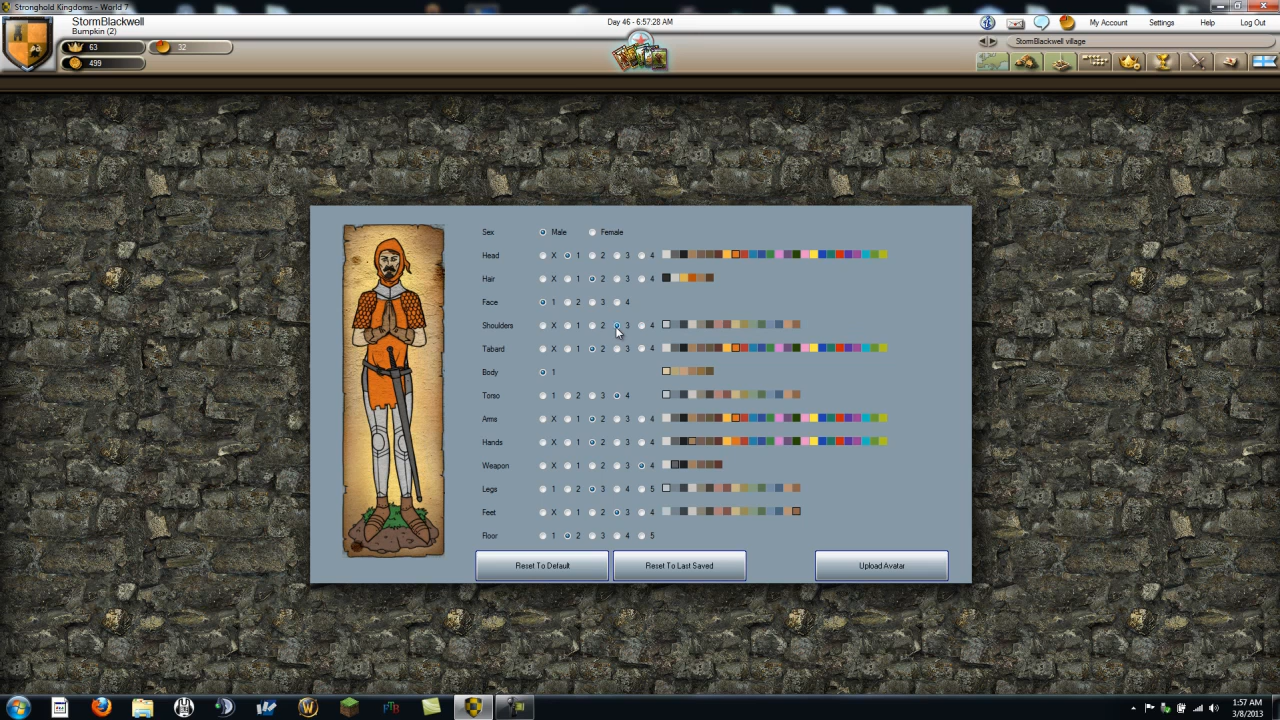 Stronghold Kingdoms - World 7
StormBlackwell
Bumpkin (2)
63
32
499
Day 46 - 6:57:28 AM
My Account
Settings
Help
Log Out
StormBlackwell village
Sex Male Female
Head X 1 2 3 4
Hair X 1 2 3 4
Face 1 2 3 4
Shoulders X 1 2 3 4
Tabard X 1 2 3 4
Body 1
Torso 1 2 3 4
Arms X 1 2 3 4
Hands X 1 2 3 4
Weapon X 1 2 3 4
Legs 1 2 3 4 5
Feet X 1 2 3 4
Floor 1 2 3 4 5
Reset To Default
Reset To Last Saved
Upload Avatar
PTB
1:57 AM
3/8/2013